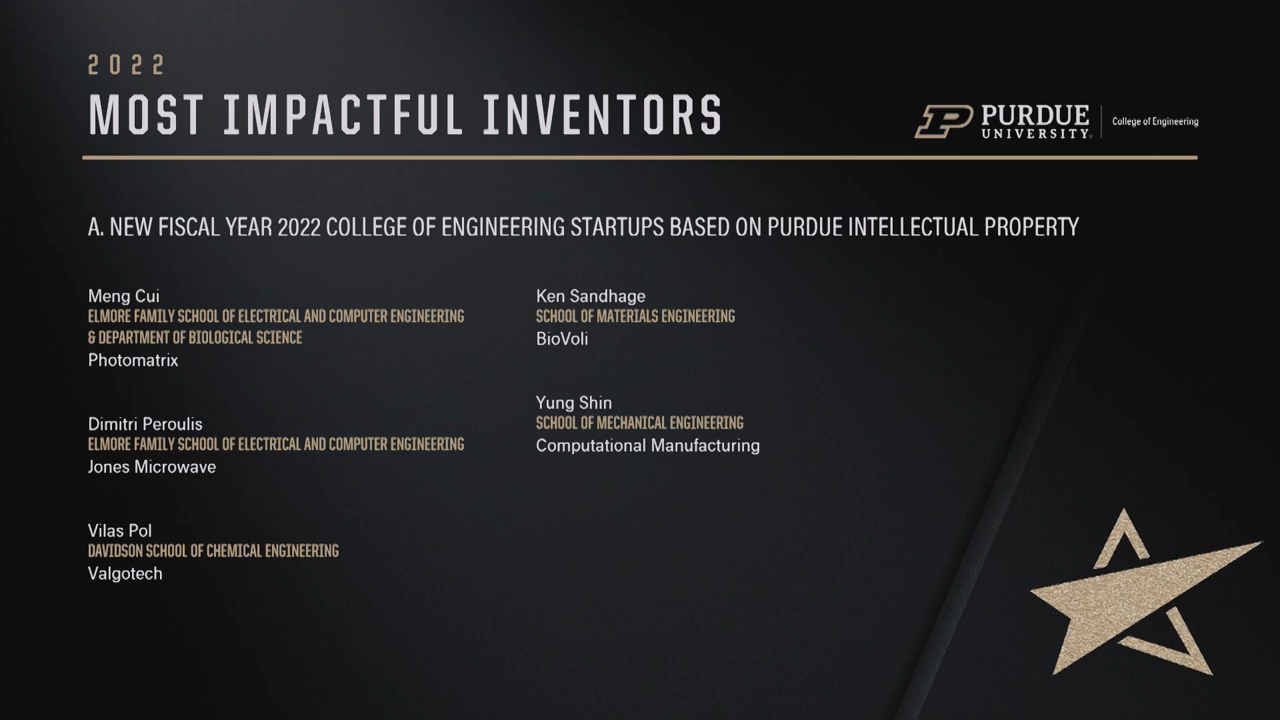 2022
MOST IMPACTFUL INVENTORS
P PURDUE UNIVERSITY. College of Engineering
A. NEW FISCAL YEAR 2022 COLLEGE OF ENGINEERING STARTUPS BASED ON PURDUE INTELLECTUAL PROPERTY
Meng Cui
ELMORE FAMILY SCHOOL OF ELECTRICAL AND COMPUTER ENGINEERING
& DEPARTMENT OF BIOLOGICAL SCIENCE
Photomatrix
Dimitri Peroulis
ELMORE FAMILY SCHOOL OF ELECTRICAL AND COMPUTER ENGINEERING
Jones Microwave
Vilas Pol
DAVIDSON SCHOOL OF CHEMICAL ENGINEERING
Valgotech
Ken Sandhage
SCHOOL OF MATERIALS ENGINEERING
BioVoli
Yung Shin
SCHOOL OF MECHANICAL ENGINEERING
Computational Manufacturing